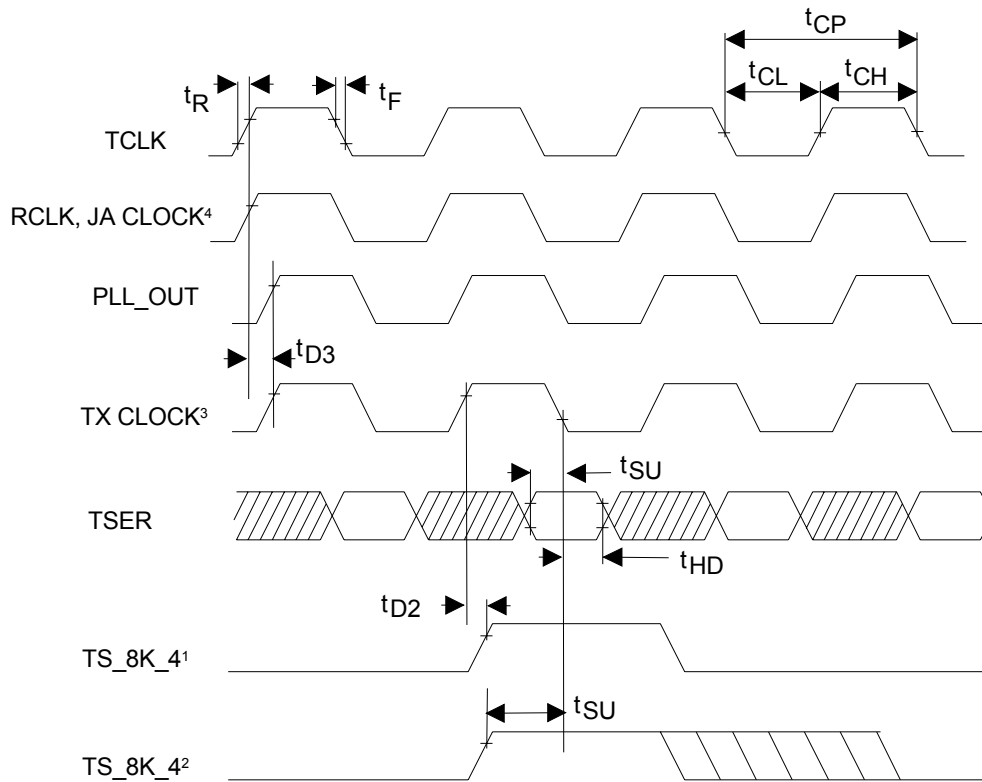 tCP
tCL tCH
tR tF
TCLK
RCLK, JA CLOCK⁴
PLL_OUT
tD3
TX CLOCK³
tSU
TSER
tHD
tD2
TS_8K_4¹
tSU
TS_8K_4²